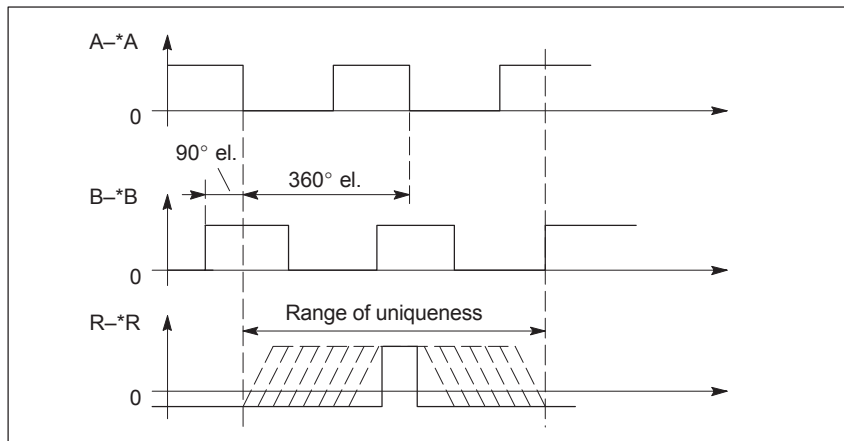 A–*A
0
90° el.
360° el.
B–*B
0
Range of uniqueness
R–*R
0